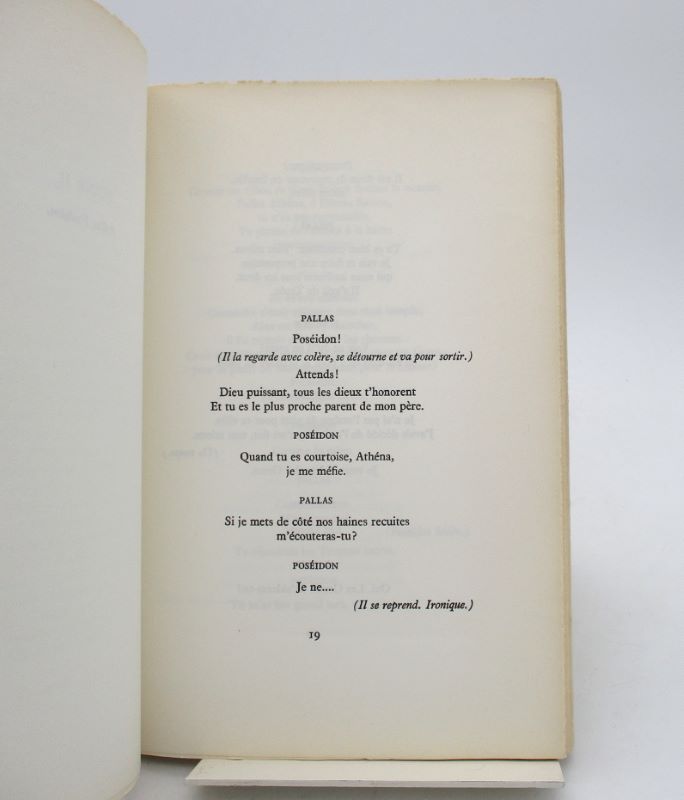 PALLAS
Poséidon!
(Il la regarde avec colère, se détourne et va pour sortir.)
Attends!
Dieu puissant, tous les dieux t'honorent
Et tu es le plus proche parent de mon père.
POSÉIDON
Quand tu es courtoise, Athéna,
je me méfie.
PALLAS
Si je mets de côté nos haines recuites
m'écouteras-tu?
POSÉIDON
Je ne....
(Il se reprend. Ironique.)
19